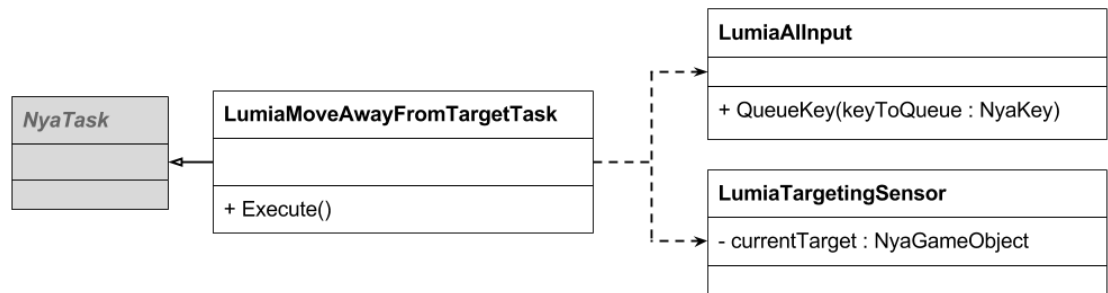 NyaTask
LumiaMoveAwayFromTargetTask
+ Execute()
LumiaAIInput
+ QueueKey(keyToQueue : NyaKey)
LumiaTargetingSensor
- currentTarget : NyaGameObject